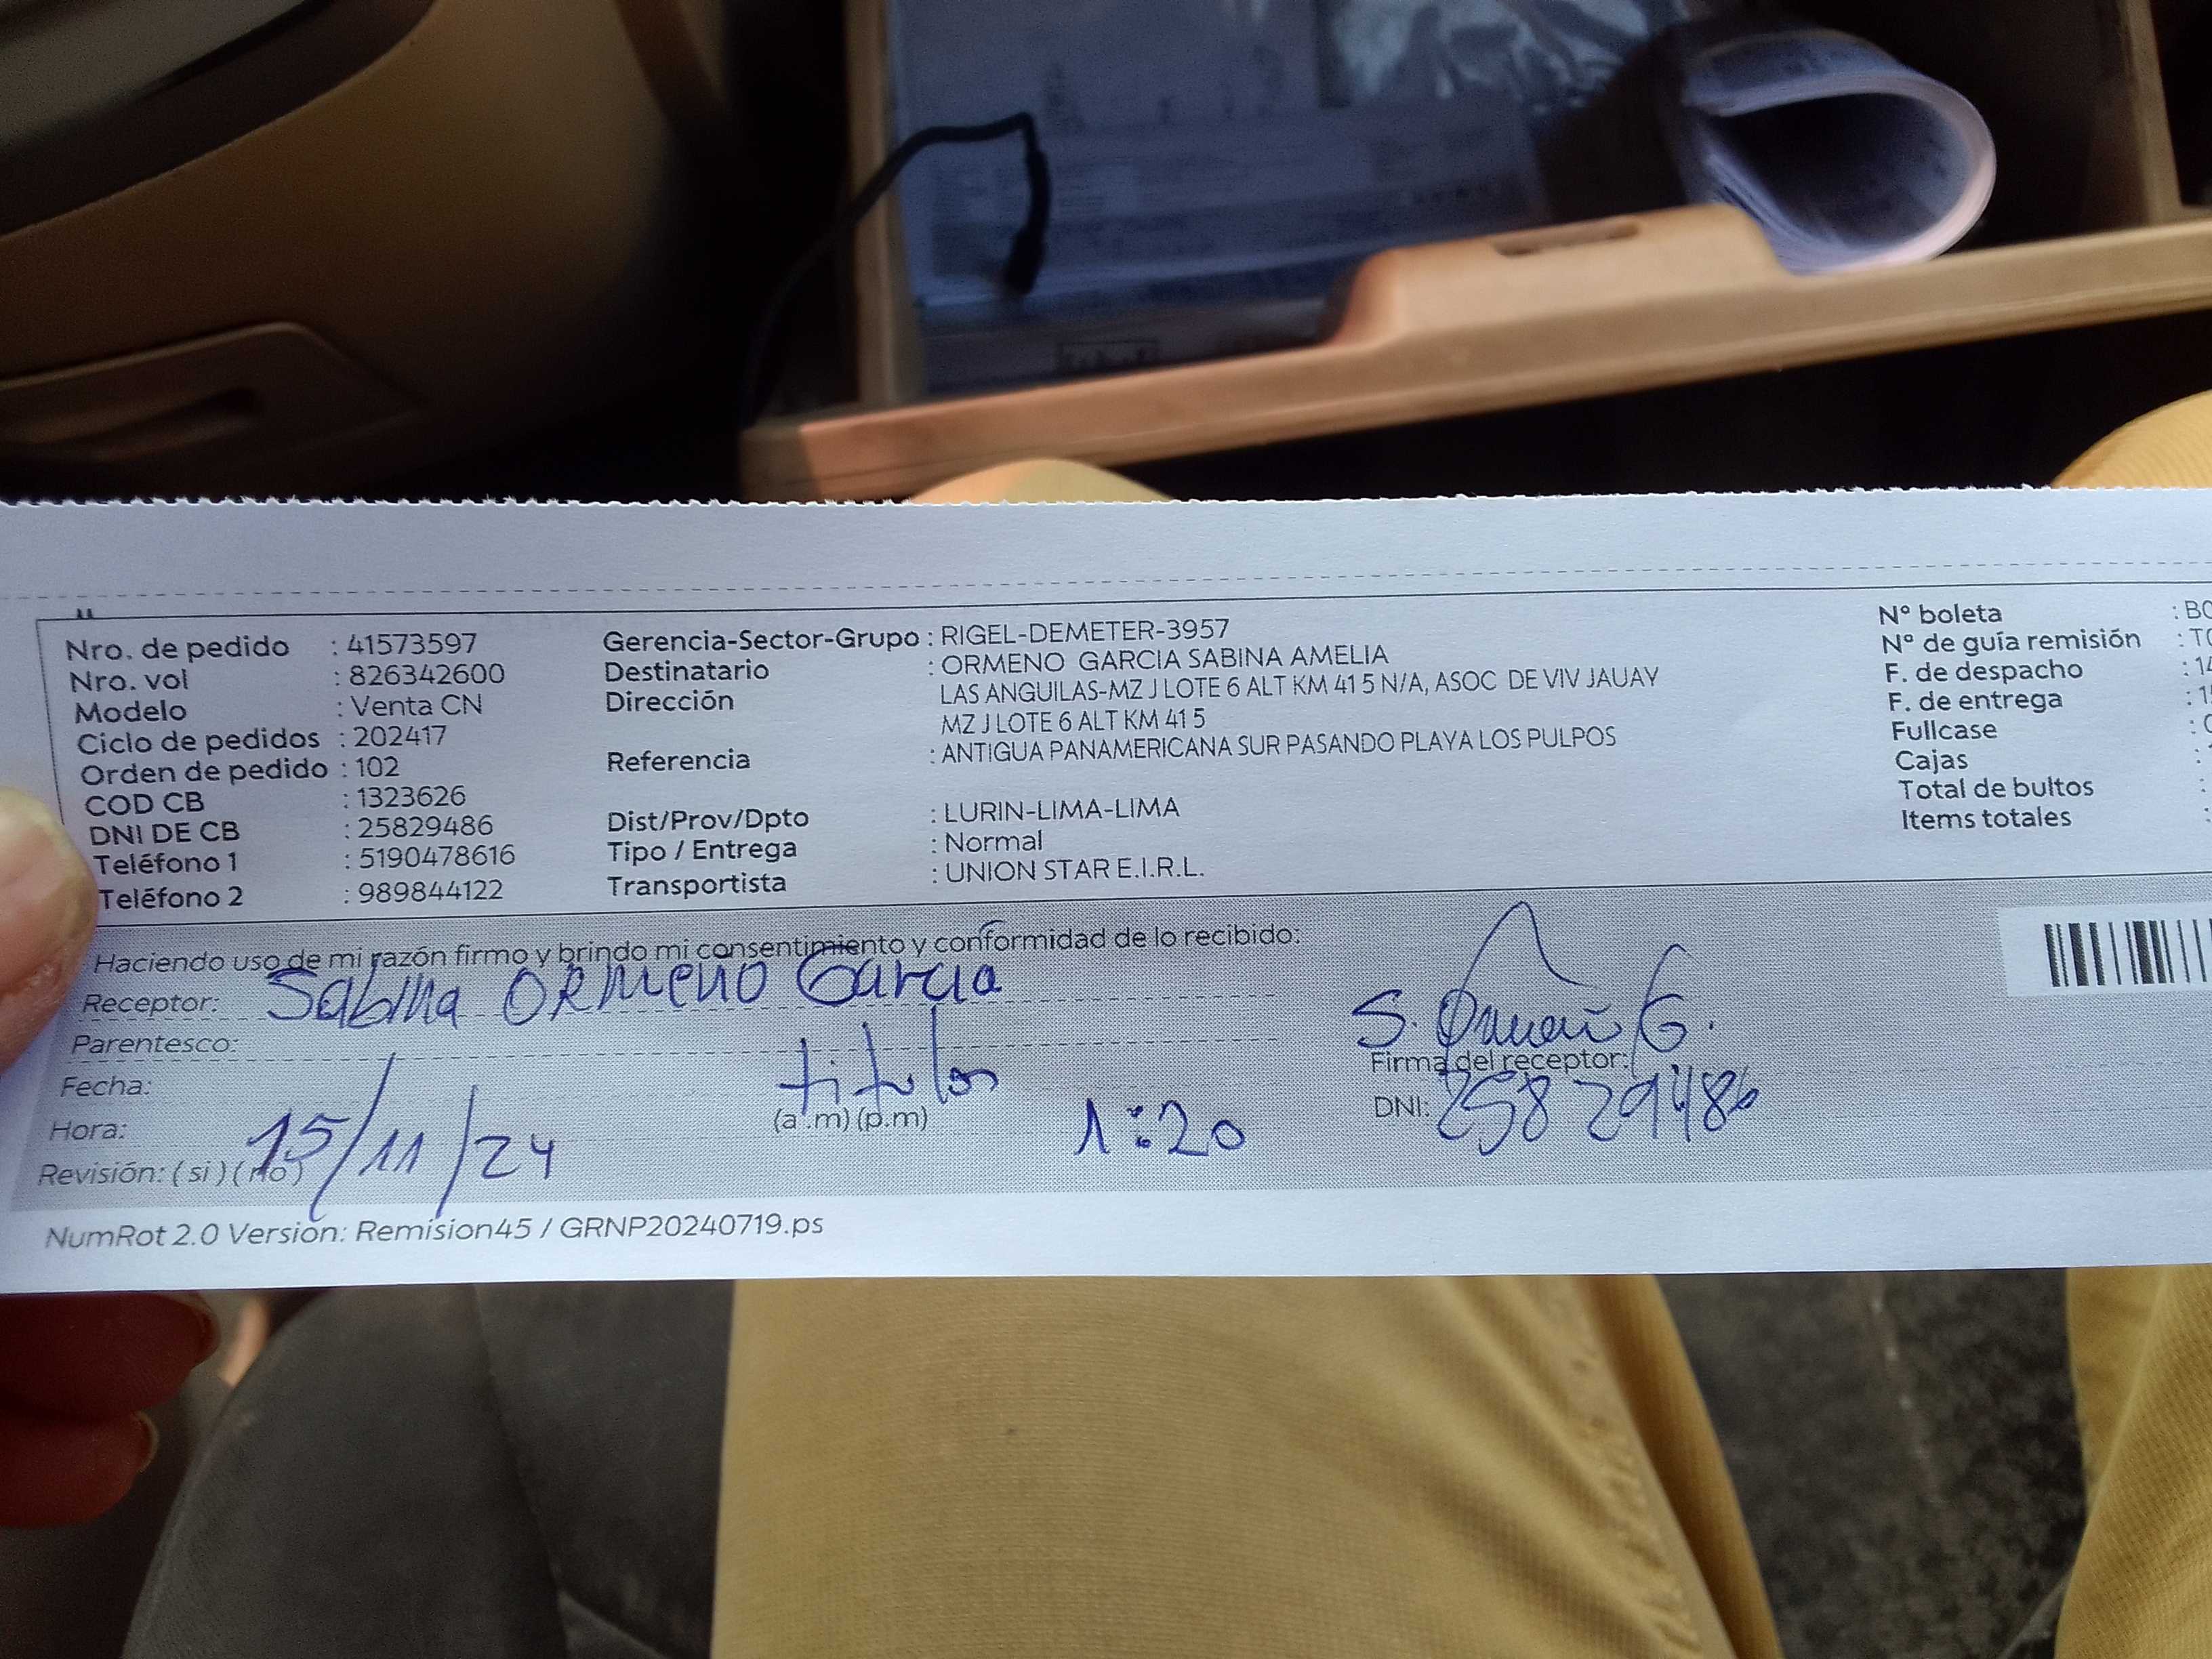 Nro. de pedido : 41573597
Nro. vol : 826342600
Modelo : Venta CN
Ciclo de pedidos : 202417
Orden de pedido : 102
COD CB : 1323626
DNI DE CB : 25829486
Teléfono 1 : 5190478616
Teléfono 2 : 989844122
Gerencia-Sector-Grupo : RIGEL-DEMETER-3957
Destinatario : ORMENO GARCIA SABINA AMELIA
Dirección LAS ANGUILAS-MZ J LOTE 6 ALT KM 41 5 N/A, ASOC DE VIV JAUAY
MZ J LOTE 6 ALT KM 41 5
Referencia : ANTIGUA PANAMERICANA SUR PASANDO PLAYA LOS PULPOS
Dist/Prov/Dpto : LURIN-LIMA-LIMA
Tipo / Entrega : Normal
Transportista : UNION STAR E.I.R.L.
N° boleta : B
N° de guía remisión : T
F. de despacho : 14
F. de entrega : 1
Fullcase :
Cajas :
Total de bultos :
Items totales :
Haciendo uso de mi razón firmo y brindo mi consentimiento y conformidad de lo recibido:
Receptor: Sabina ORmeño Garcia
Parentesco: titular
Fecha: 15/11/24
Hora: (a .m) (p.m) 1:20
Revisión: ( si ) ( no )
S. G.
Firma del receptor:
DNI: 25829486
NumRot 2.0 Version: Remision45 / GRNP20240719.ps